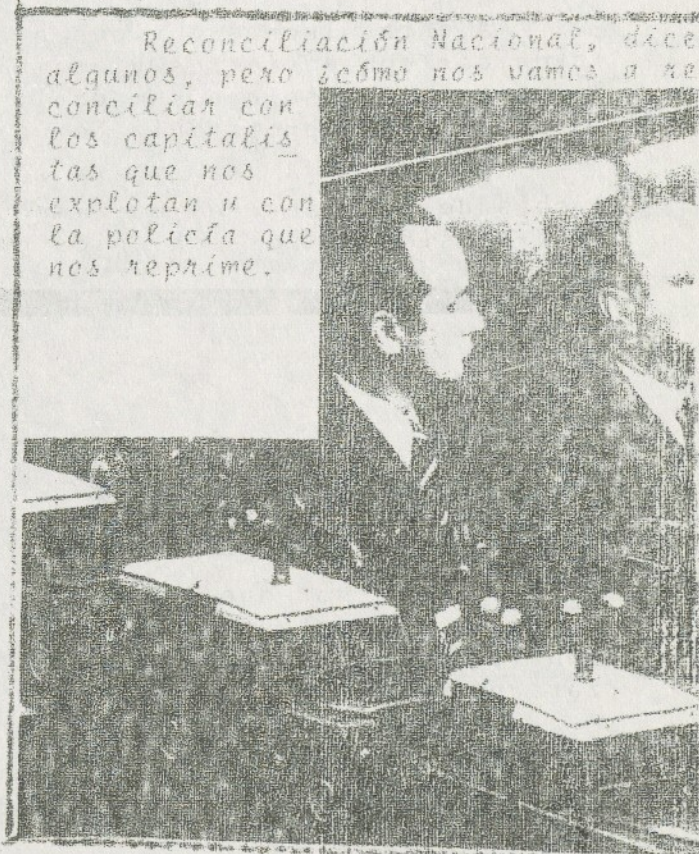 Reconciliación Nacional, dice
algunos, pero ¿cómo nos vamos a re
conciliar con
los capitalis
tas que nos
explotan y con
la policía que
nos reprime.